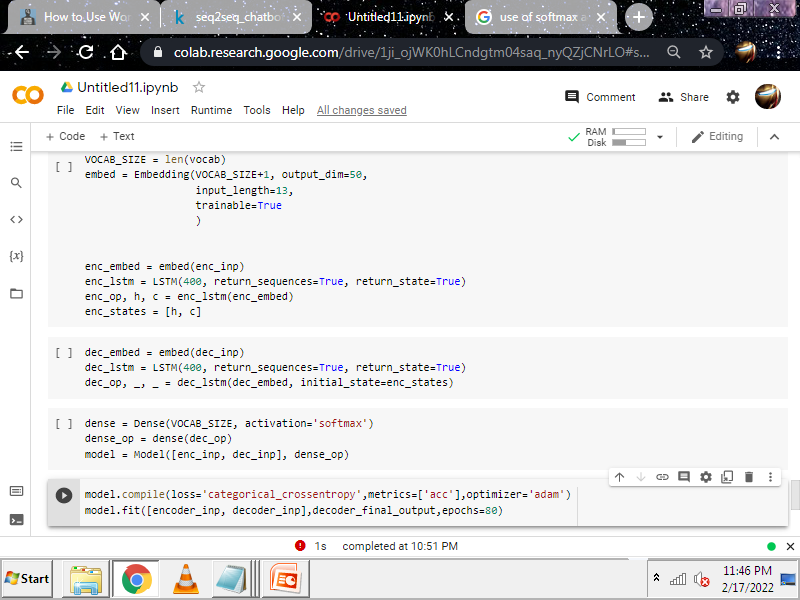 How to Use Wor
seq2seq_chatbo
Untitled11.ipynb
use of softmax a
colab.research.google.com/drive/1ji_ojWK0hLCndgtm04saq_nyQZjCNrLO#s...
Untitled11.ipynb
Comment
Share
File Edit View Insert Runtime Tools Help All changes saved
+ Code + Text
RAM
Disk
Editing
[ ] VOCAB_SIZE = len(vocab)
embed = Embedding(VOCAB_SIZE+1, output_dim=50,
input_length=13,
trainable=True
)
enc_embed = embed(enc_inp)
enc_lstm = LSTM(400, return_sequences=True, return_state=True)
enc_op, h, c = enc_lstm(enc_embed)
enc_states = [h, c]
[ ] dec_embed = embed(dec_inp)
dec_lstm = LSTM(400, return_sequences=True, return_state=True)
dec_op, _, _ = dec_lstm(dec_embed, initial_state=enc_states)
[ ] dense = Dense(VOCAB_SIZE, activation='softmax')
dense_op = dense(dec_op)
model = Model([enc_inp, dec_inp], dense_op)
model.compile(loss='categorical_crossentropy',metrics=['acc'],optimizer='adam')
model.fit([encoder_inp, decoder_inp],decoder_final_output,epochs=80)
1s completed at 10:51 PM
Start
11:46 PM
2/17/2022